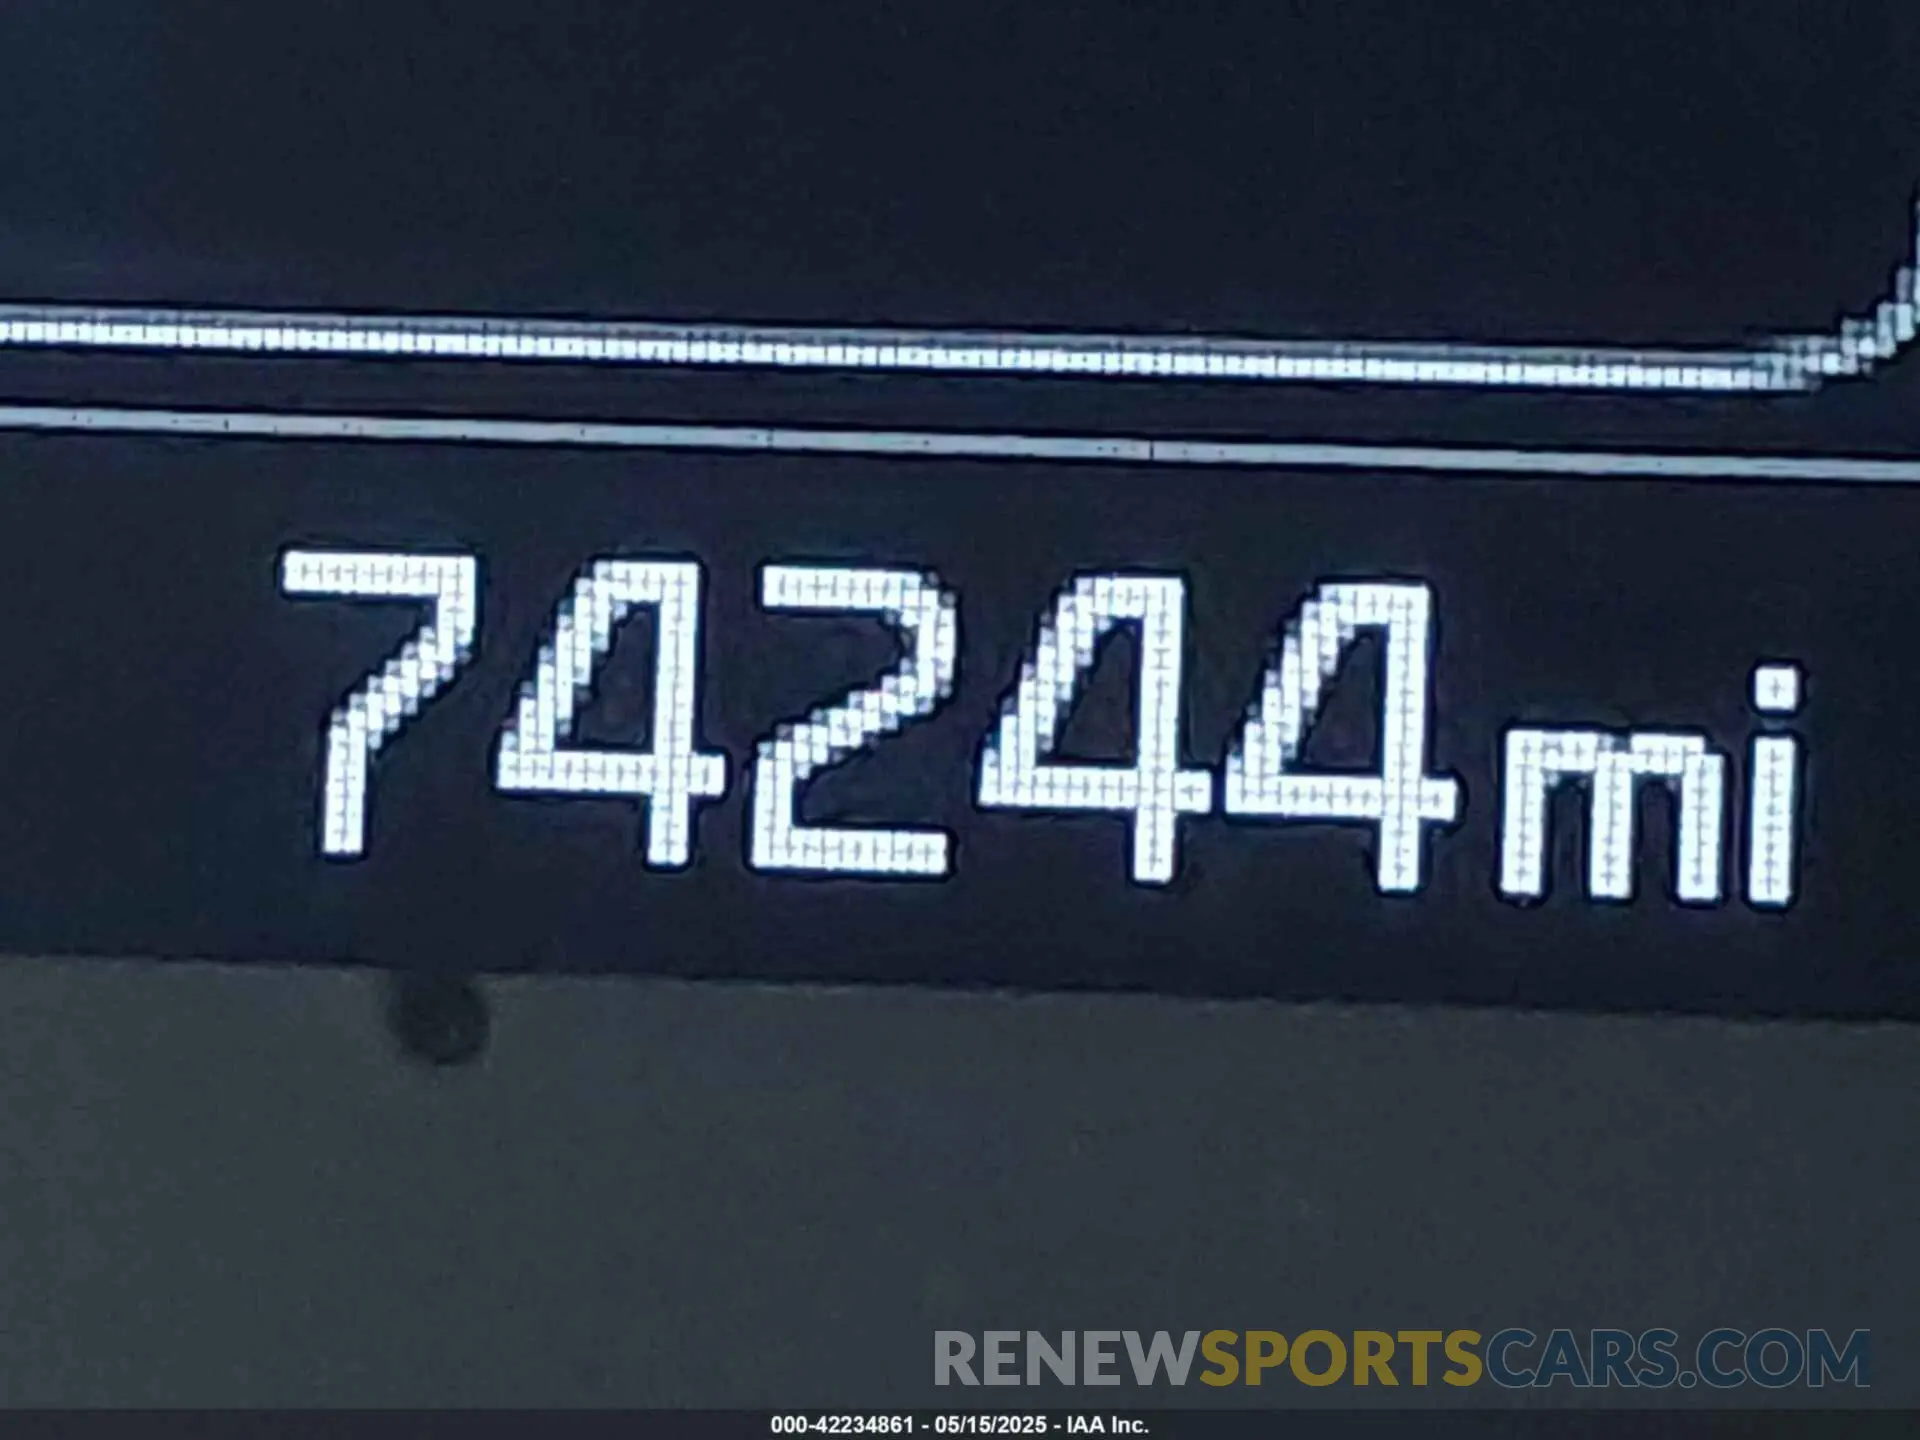 74244mi
RENEWSPORTSCARS.COM
000-42234861 - 05/15/2025 - IAA Inc.